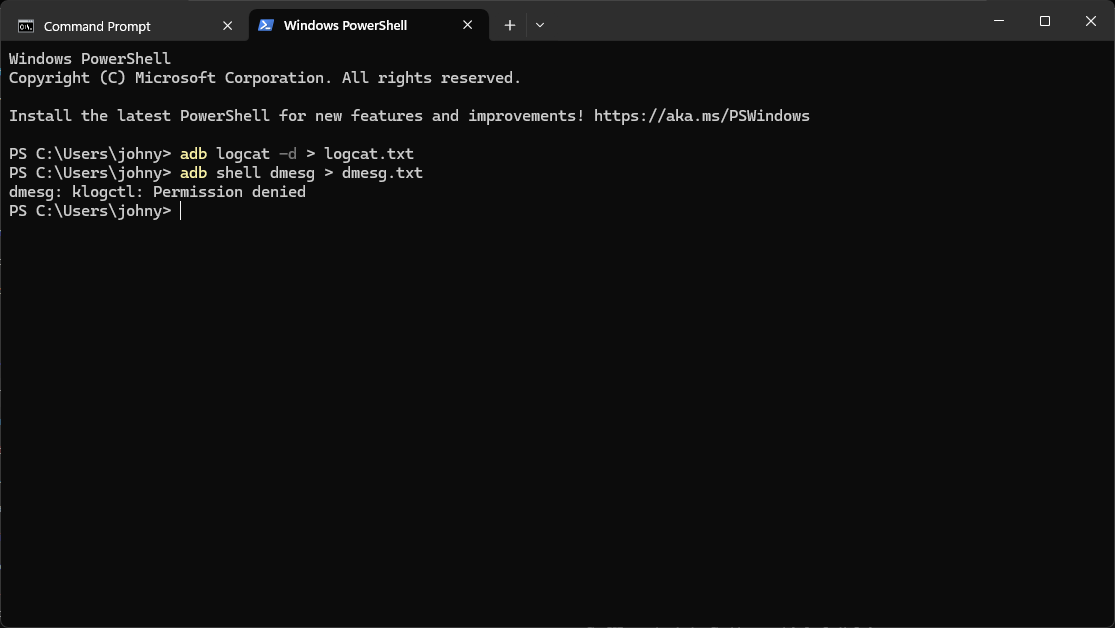 Command Prompt
Windows PowerShell
Windows PowerShell
Copyright (C) Microsoft Corporation. All rights reserved.
Install the latest PowerShell for new features and improvements! https://aka.ms/PSWindows
PS C:\Users\johny> adb logcat -d > logcat.txt
PS C:\Users\johny> adb shell dmesg > dmesg.txt
dmesg: klogctl: Permission denied
PS C:\Users\johny>